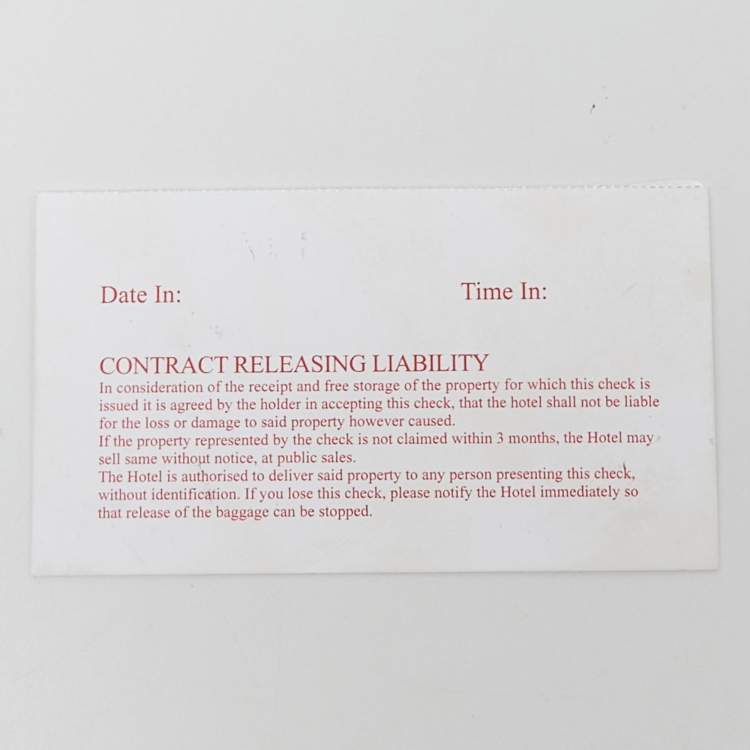 Date In: Time In:
CONTRACT RELEASING LIABILITY
In consideration of the receipt and free storage of the property for which this check is
issued it is agreed by the holder in accepting this check, that the hotel shall not be liable
for the loss or damage to said property however caused.
If the property represented by the check is not claimed within 3 months, the Hotel may
sell same without notice, at public sales.
The Hotel is authorised to deliver said property to any person presenting this check,
without identification. If you lose this check, please notify the Hotel immediately so
that release of the baggage can be stopped.